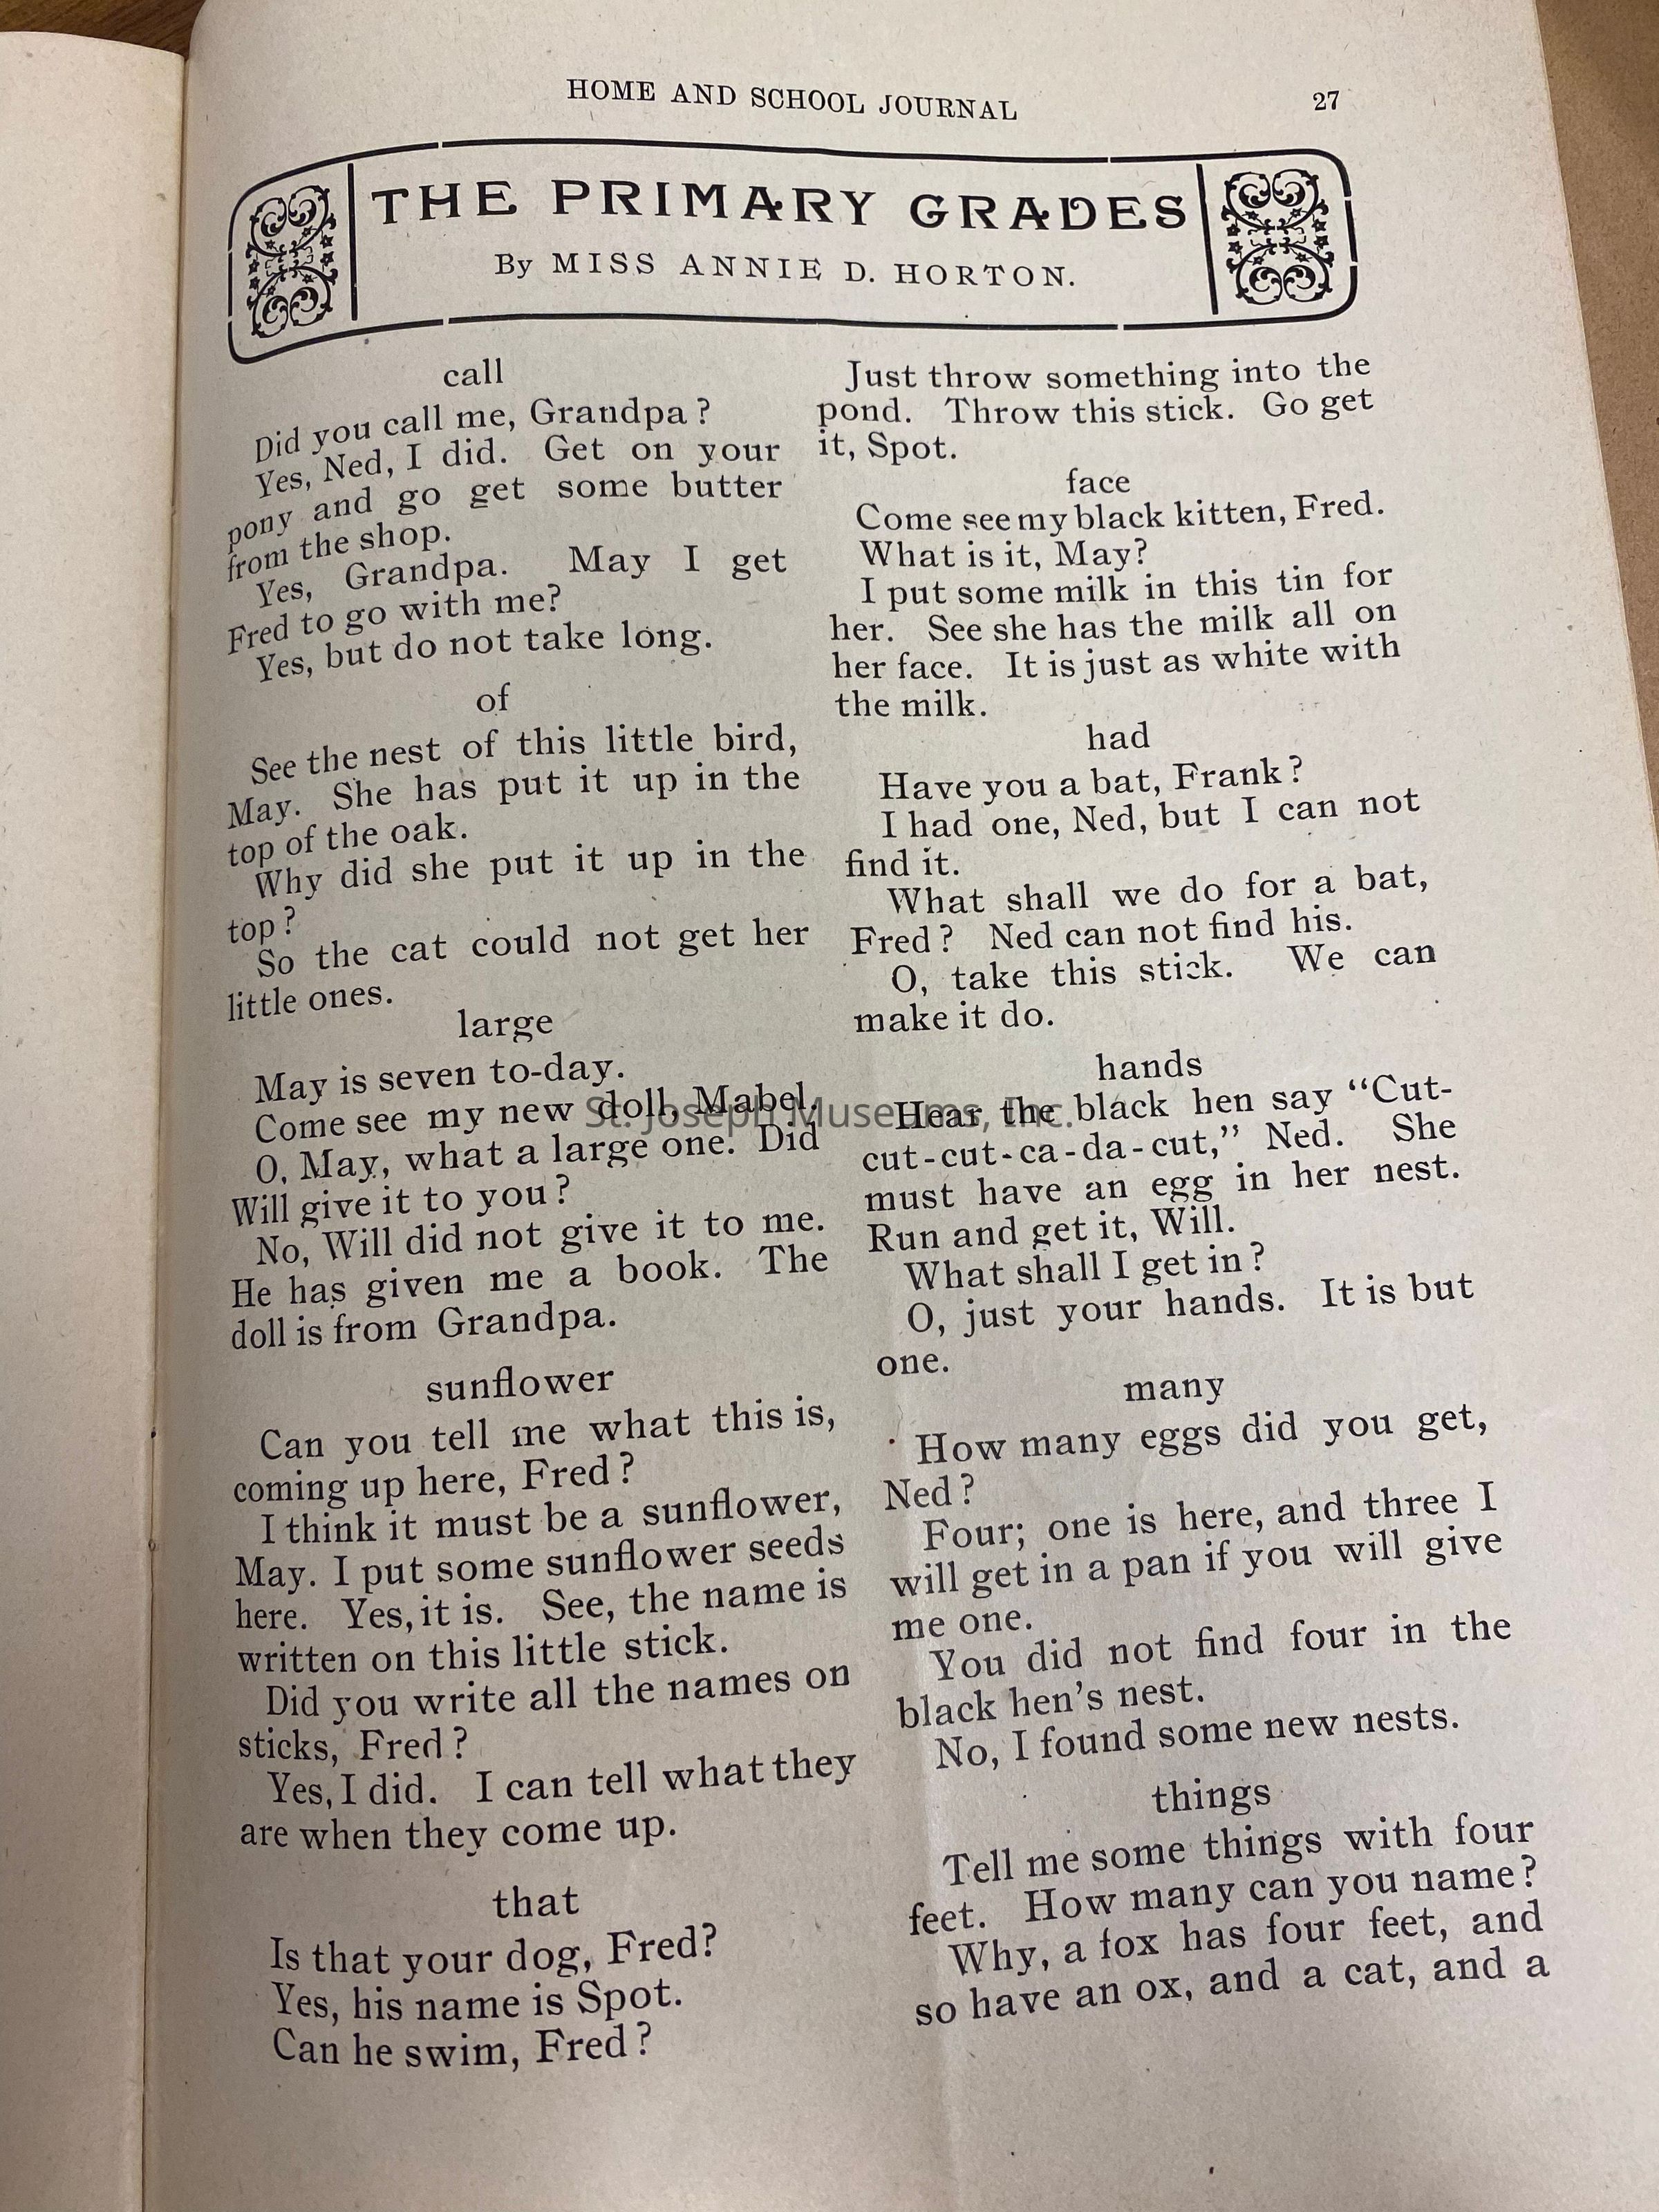 HOME AND SCHOOL JOURNAL 27
THE PRIMARY GRADES
By MISS ANNIE D. HORTON.
call
Did you call me, Grandpa?
Yes, Ned, I did. Get on your
pony and go get some butter
from the shop.
Yes, Grandpa. May I get
Fred to go with me?
Yes, but do not take long.
of
See the nest of this little bird,
May. She has put it up in the
top of the oak.
Why did she put it up in the
top?
So the cat could not get her
little ones.
large
May is seven to-day.
Come see my new doll, Mabel.
O, May, what a large one. Did
Will give it to you?
No, Will did not give it to me.
He has given me a book. The
doll is from Grandpa.
sunflower
Can you tell me what this is,
coming up here, Fred?
I think it must be a sunflower,
May. I put some sunflower seeds
here. Yes, it is. See, the name is
written on this little stick.
Did you write all the names on
sticks, Fred?
Yes, I did. I can tell what they
are when they come up.
that
Is that your dog, Fred?
Yes, his name is Spot.
Can he swim, Fred?
Just throw something into the
pond. Throw this stick. Go get
it, Spot.
face
Come see my black kitten, Fred.
What is it, May?
I put some milk in this tin for
her. See she has the milk all on
her face. It is just as white with
the milk.
had
Have you a bat, Frank?
I had one, Ned, but I can not
find it.
What shall we do for a bat,
Fred? Ned can not find his.
O, take this stick. We can
make it do.
hands
Hear the black hen say "Cut-
cut-cut-ca-da-cut," Ned. She
must have an egg in her nest.
Run and get it, Will.
What shall I get in?
O, just your hands. It is but
one.
many
How many eggs did you get,
Ned?
Four; one is here, and three I
will get in a pan if you will give
me one.
You did not find four in the
black hen's nest.
No, I found some new nests.
things
Tell me some things with four
feet. How many can you name?
Why, a fox has four feet, and
so have an ox, and a cat, and a
St. Joseph Museums, Inc.